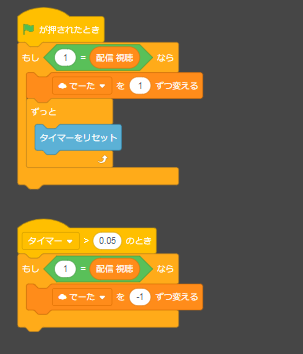 が押されたとき
もし 1 = 配信 視聴 なら
でーた を 1 ずつ変える
ずっと
タイマーをリセット
タイマー > 0.05 のとき
もし 1 = 配信 視聴 なら
でーた を -1 ずつ変える